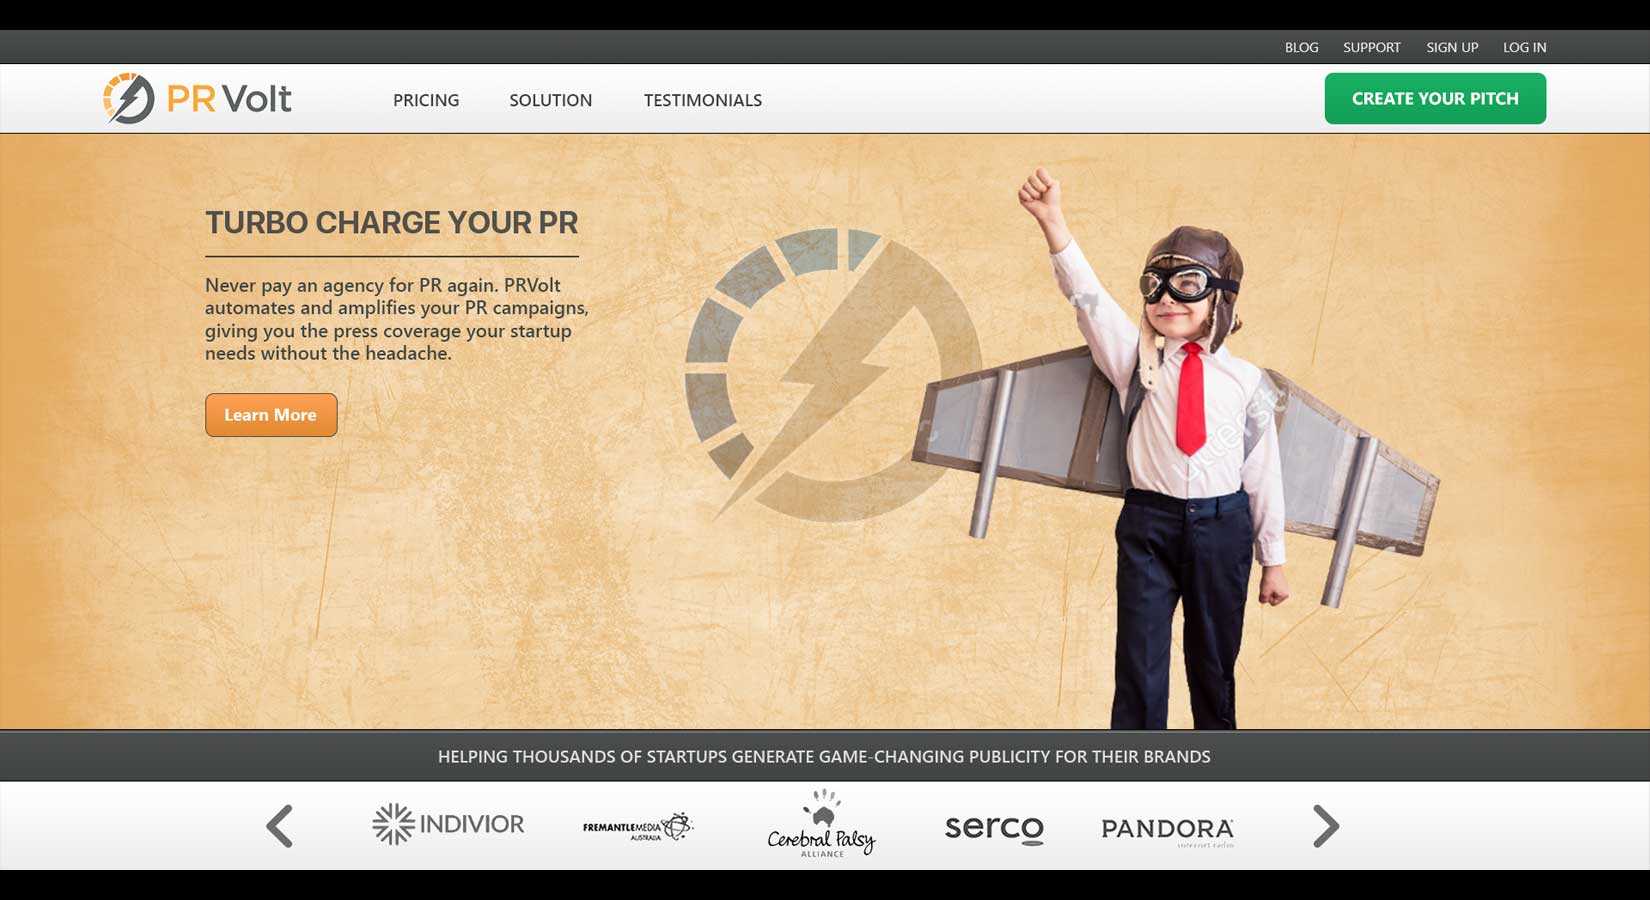 BLOG SUPPORT SIGN UP LOG IN
PR Volt
PRICING SOLUTION TESTIMONIALS
CREATE YOUR PITCH
TURBO CHARGE YOUR PR
Never pay an agency for PR again. PRVolt
automates and amplifies your PR campaigns,
giving you the press coverage your startup
needs without the headache.
Learn More
utterst
HELPING THOUSANDS OF STARTUPS GENERATE GAME-CHANGING PUBLICITY FOR THEIR BRANDS
INDIVIOR
FREMANTLEMEDIA
AUSTRALIA
Cerebral Palsy
ALLIANCE
serco
PANDORA
internet radio